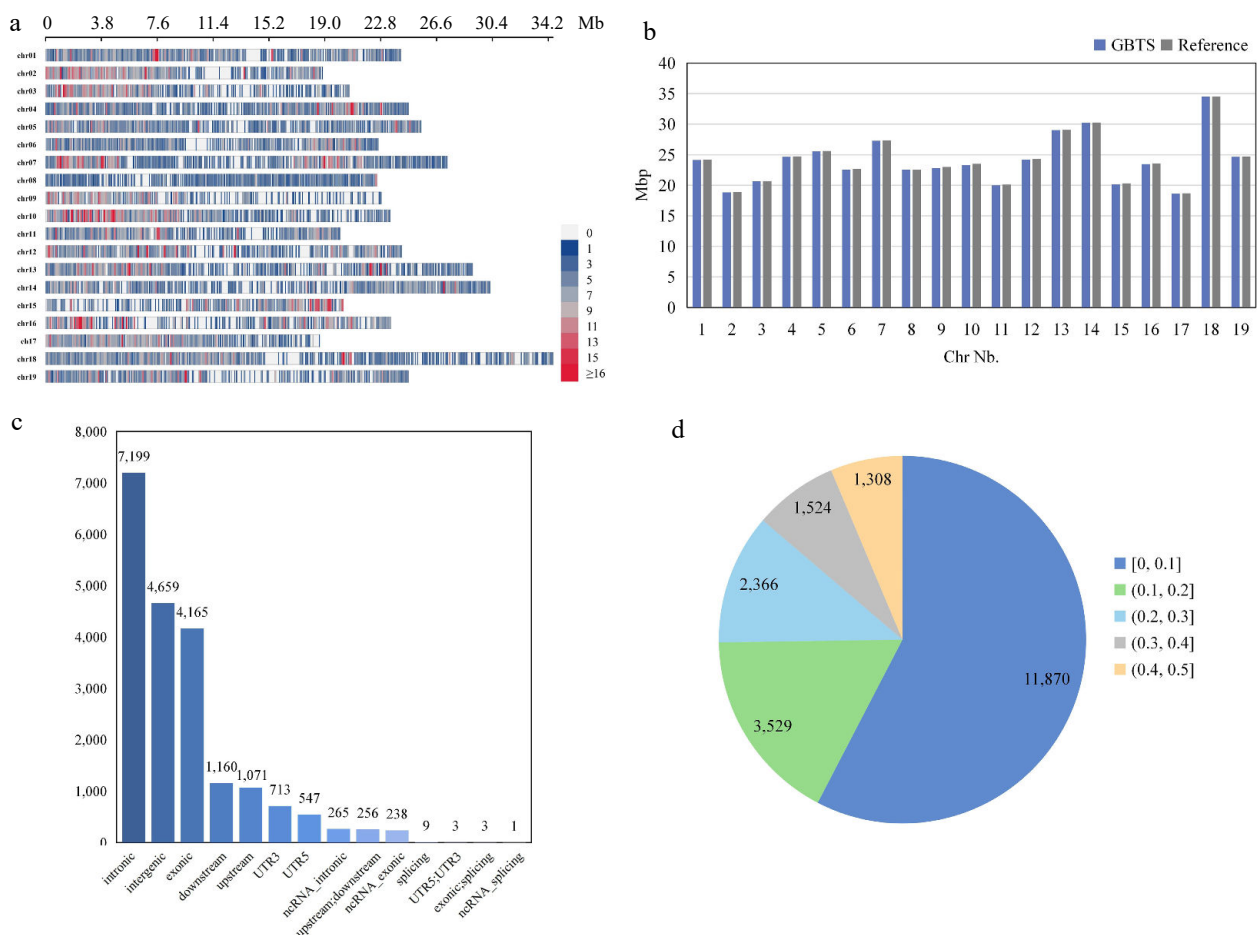 a
0 3.8 7.6 11.4 15.2 19.0 22.8 26.6 30.4 34.2 Mb
chr01
chr02
chr03
chr04
chr05
chr06
chr07
chr08
chr09
chr10
chr11
chr12
chr13
chr14
chr15
chr16
ch17
chr18
chr19
0
1
3
5
7
9
11
13
15
≥16
b
GBTS Reference
40
35
30
25
20
15
10
5
0
Mbp
1 2 3 4 5 6 7 8 9 10 11 12 13 14 15 16 17 18 19
Chr Nb.
c
8,000
7,000
6,000
5,000
4,000
3,000
2,000
1,000
0
7,199
4,659
4,165
1,160
1,071
713
547
265
256
238
9
3
3
1
intronic
intergenic
exonic
downstream
upstream
UTR3
UTR5
ncRNA_intronic
upstream;downstream
ncRNA_exonic
splicing
UTR5;UTR3
exonic;splicing
ncRNA_splicing
d
1,308
1,524
2,366
3,529
11,870
[0, 0.1]
(0.1, 0.2]
(0.2, 0.3]
(0.3, 0.4]
(0.4, 0.5]